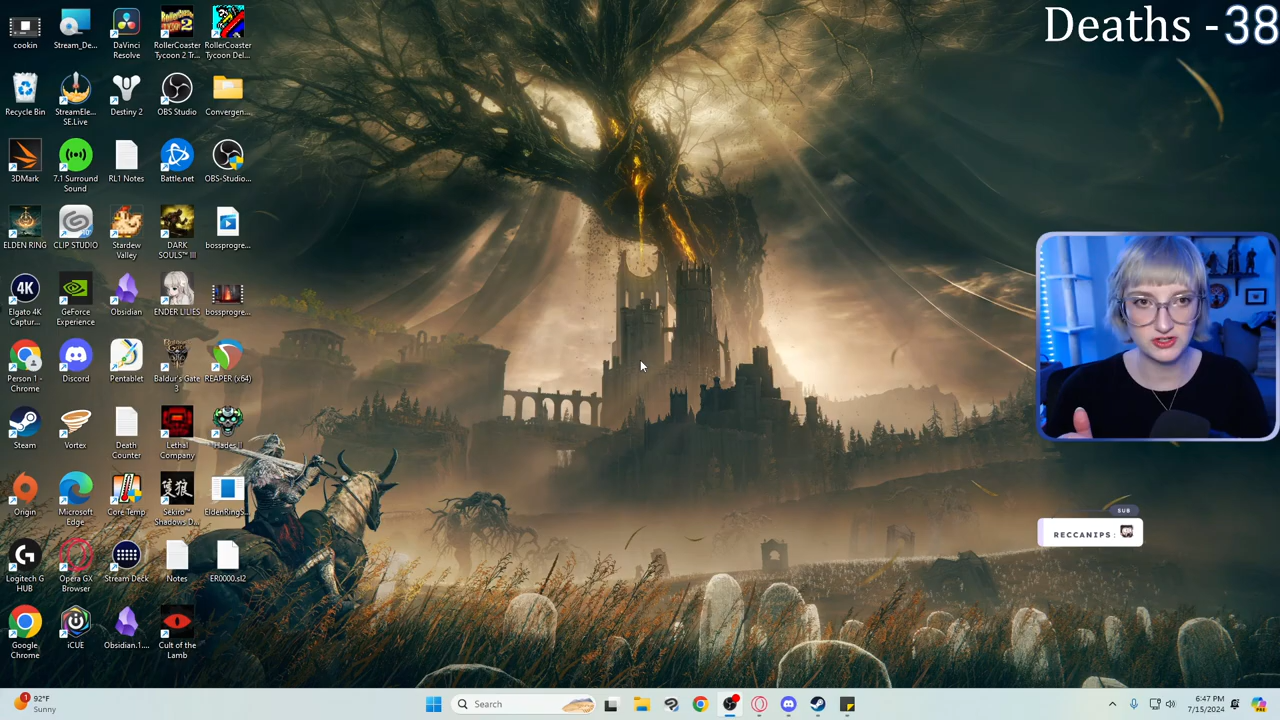 Deaths -38
cookin
Stream_De...
DaVinci
Resolve
RollerCoaster
Tycoon 2 Tr...
RollerCoaster
Tycoon Del...
Recycle Bin
StreamEle...
SE.Live
Destiny 2
OBS Studio
Convergen...
3DMark
7.1 Surround
Sound
RL1 Notes
Battle.net
OBS-Studio...
ELDEN RING
CLIP STUDIO
Stardew
Valley
DARK
SOULS™ III
bossprogre...
Elgato 4K
Captur...
GeForce
Experience
Obsidian
ENDER LILIES
bossprogre...
Person 1 -
Chrome
Discord
Pentablet
Baldur's Gate
3
REAPER (x64)
Steam
Vortex
Death
Counter
Lethal
Company
Hades II
Origin
Microsoft
Edge
Core Temp
Sekiro™
Shadows D...
EldenRingS...
Logitech G
HUB
Opera GX
Browser
Stream Deck
Notes
ER0000.sl2
Google
Chrome
iCUE
Obsidian.1....
Cult of the
Lamb
SUB
RECCANIPS :
92°F
Sunny
Search
6:47 PM
7/15/2024